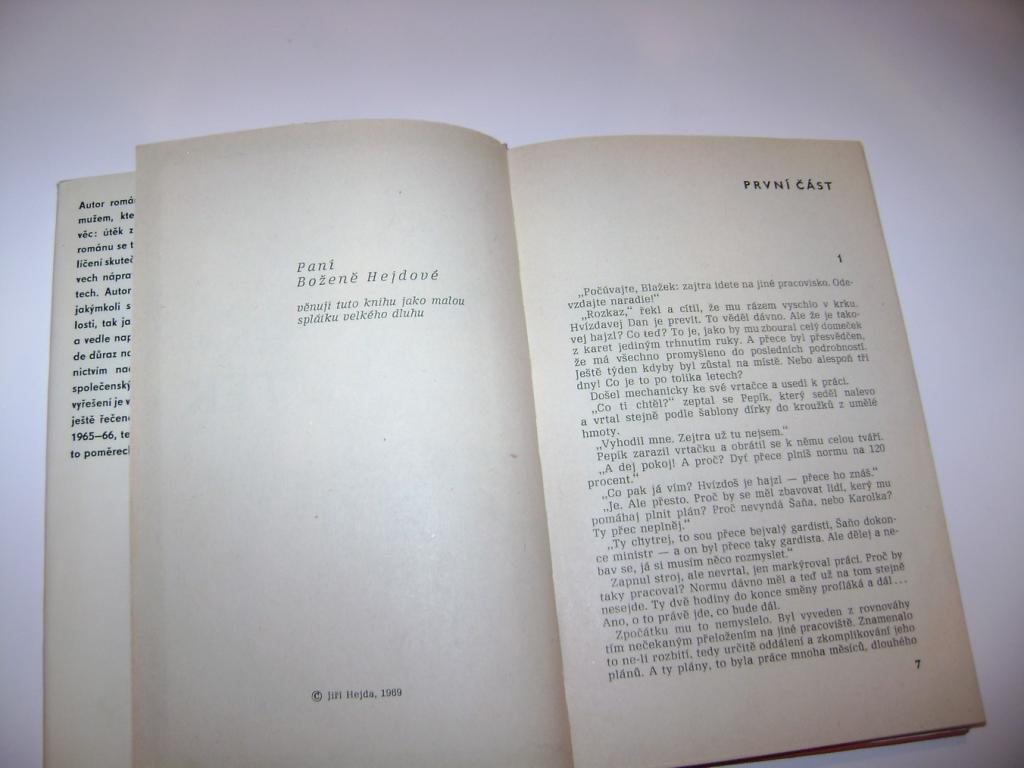 Autor romá
mužem, kte
věc: útěk z
románu se t
líčení skuteč
vech nápra
tech. Autor
jakýmkoli s
losti, tak ja
a vedle nap
de důraz na
nictvím nad
společenský
vyřešení je v
ještě řečen
1965—66, te
to poměrech
Paní
Boženě Hejdové
věnuji tuto knihu jako malou
splátku velkého dluhu
© Jiří Hejda, 1969
PRVNÍ ČÁST
1
„Počúvajte, Blažek: zajtra idete na jiné pracovisko. Ode-
vzdajte naradie!"
„Rozkaz," řekl a cítil, že mu rázem vyschlo v krku.
Hvízdavej Dan je prevít. To věděl dávno. Ale že je tako-
vej hajzl? Co teď? To je, jako by mu zboural celý domeček
z karet jediným trhnutím ruky. A přece byl přesvědčen,
že má všechno promyšleno do posledních podrobností.
Ještě týden kdyby byl zůstal na místě. Nebo alespoň tři
dny! Co je to po tolika letech?
Došel mechanicky ke své vrtačce a usedl k práci.
„Co ti chtěl?" zeptal se Pepík, který seděl nalevo
a vrtal stejně podle šablony dírky do kroužků z umělé
hmoty.
„Vyhodil mne. Zejtra už tu nejsem."
Pepík zarazil vrtačku a obrátil se k němu celou tváří.
„A dej pokoj! A proč? Dyť přece plníš normu na 120
procent."
„Co pak já vím? Hvízdoš je hajzl — přece ho znáš."
„Je. Ale přesto. Proč by se měl zbavovat lidí, kerý mu
pomáhaj plnit plán? Proč nevyndá Šaňa, nebo Karolka?
Ty přec neplněj."
„Ty chytrej, to sou přece bejvalý gardisti, Šaňo dokon-
ce ministr — a on byl přece taky gardista. Ale dělej a ne-
bav se, já si musím něco rozmyslet."
Zapnul stroj, ale nevrtal, jen markýroval práci. Proč by
taky pracoval? Normu dávno měl a teď už na tom stejně
nesejde. Ty dvě hodiny do konce směny profláká a dál...
Ano, o to právě jde, co bude dál.
Zpočátku mu to nemyslelo. Byl vyveden z rovnováhy
tím nečekaným přeložením na jiné pracoviště. Znamenalo
to ne-li rozbití, tedy určitě oddálení a zkomplikování jeho
plánů. A ty plány, to byla práce mnoha měsíců, dlouhého
7